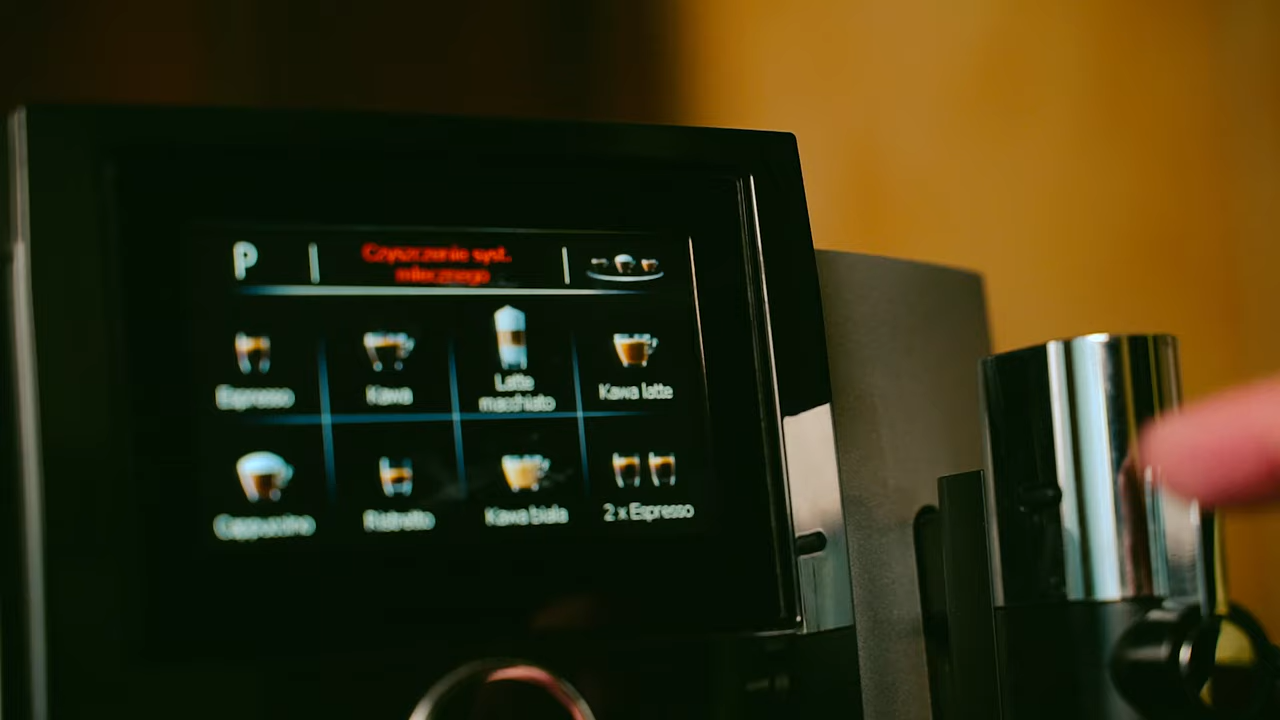 P
Czyszczenie syst.
mlecznego
Espresso
Kawa
Latte
macchiato
Kawa latte
Cappuccino
Ristretto
Kawa biała
2 x Espresso